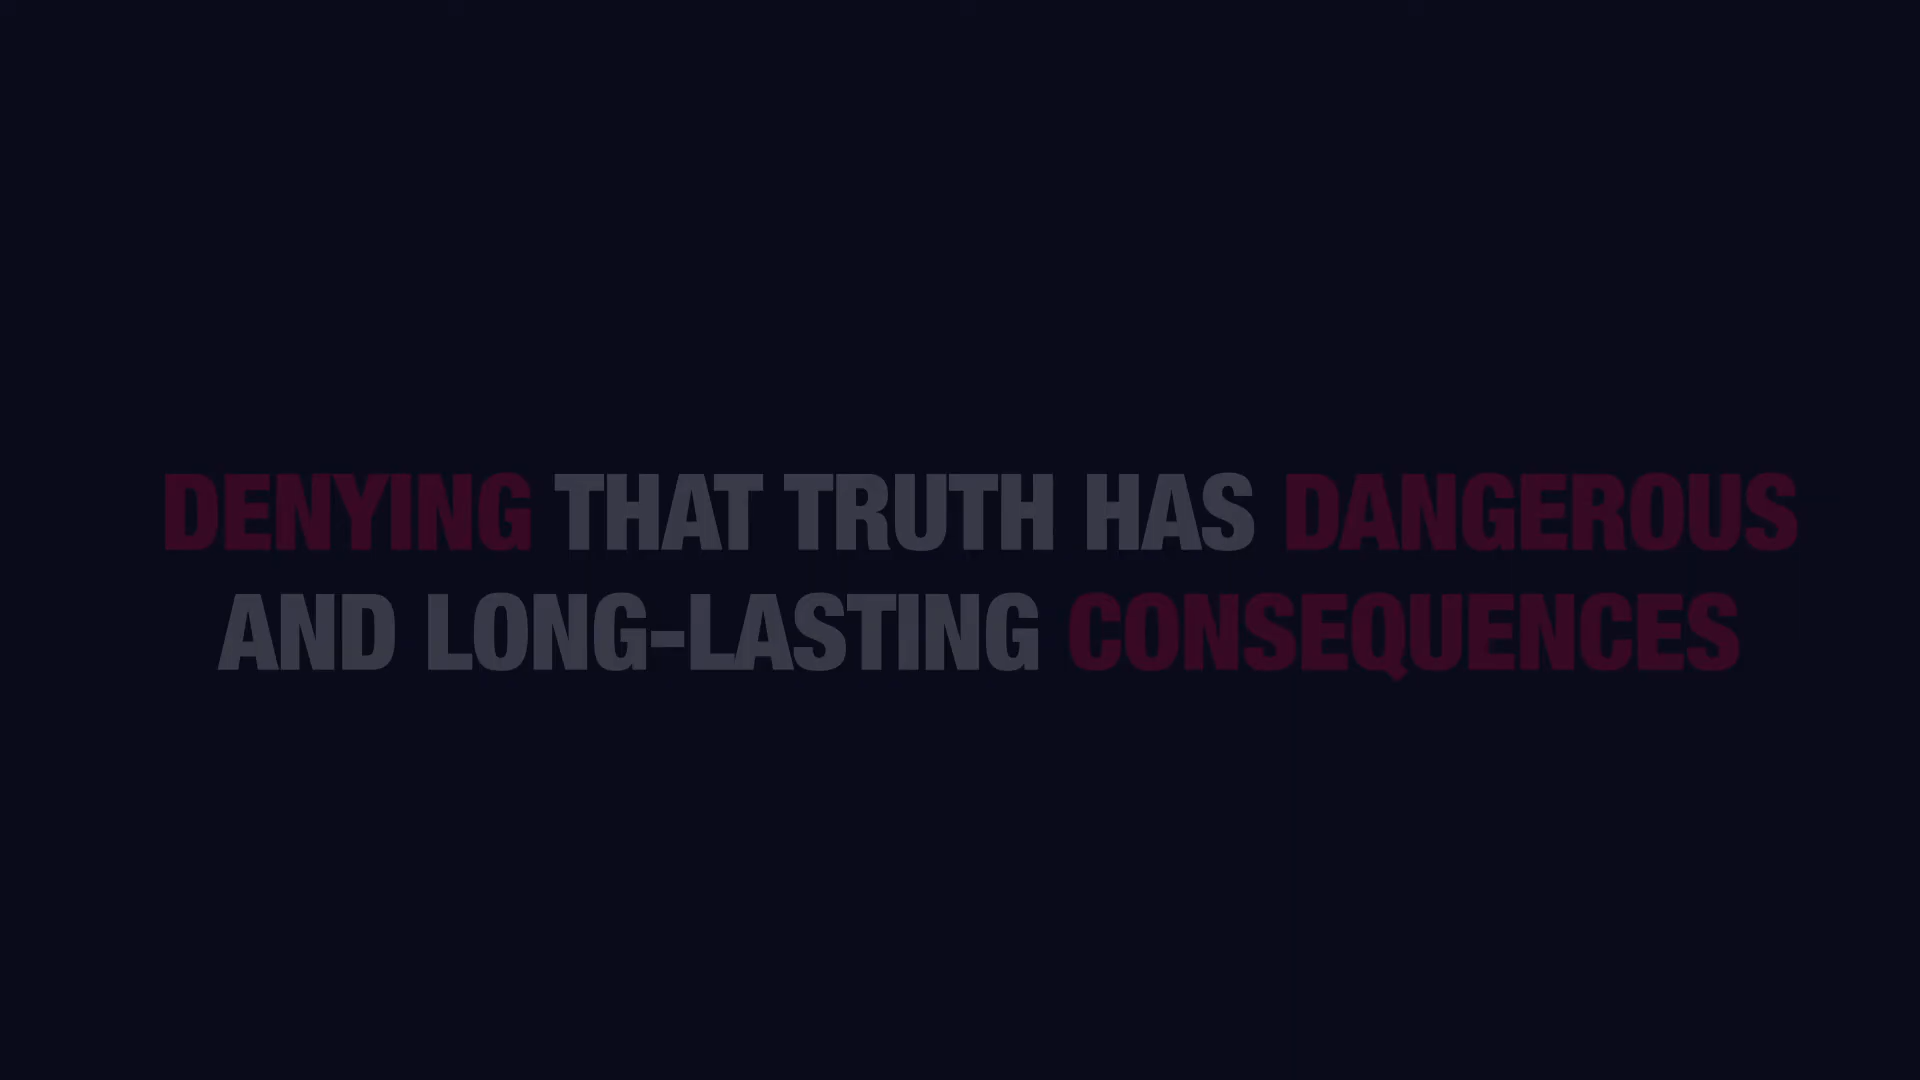 DENYING THAT TRUTH HAS DANGEROUS
AND LONG-LASTING CONSEQUENCES